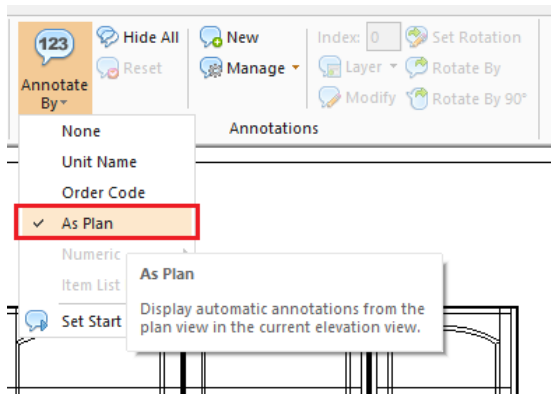 123
Annotate
By
Hide All
Reset
New
Manage
Index: 0
Layer
Modify
Set Rotation
Rotate By
Rotate By 90°
Annotations
None
Unit Name
Order Code
As Plan
Numeric
Item List
Set Start
As Plan
Display automatic annotations from the
plan view in the current elevation view.